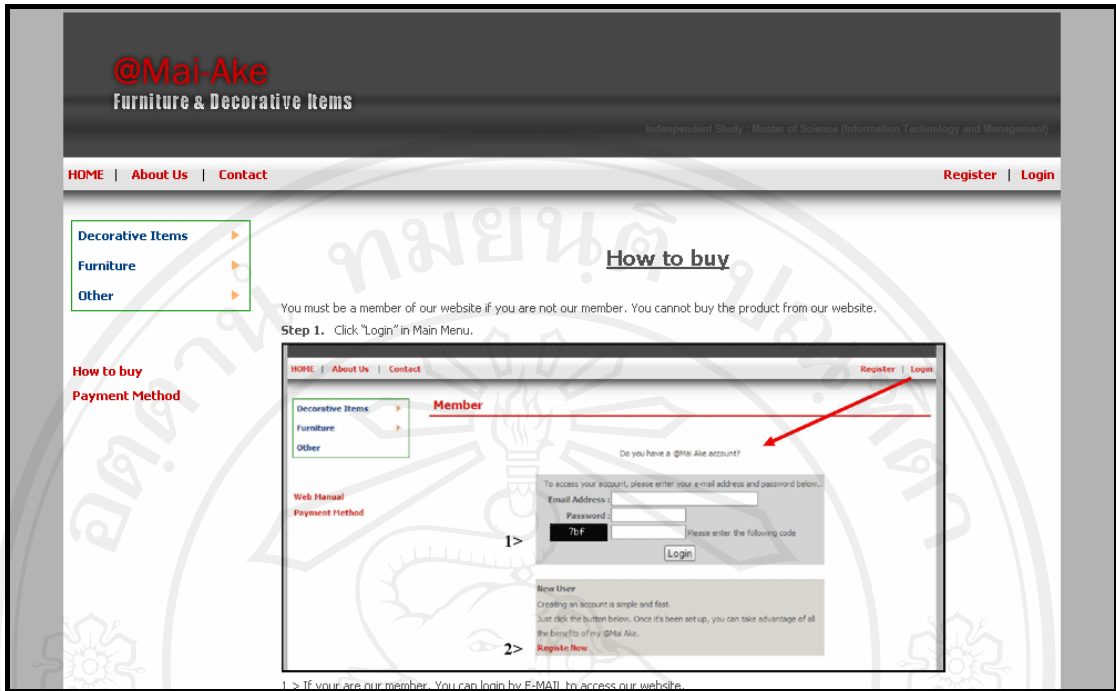 @Mai-Ake
Furniture & Decorative Items
Indenpendent Study : Master of Science (Information Technology and Management)
HOME | About Us | Contact
Register | Login
Decorative Items
Furniture
Other
How to buy
Payment Method
How to buy
You must be a member of our website if you are not our member. You cannot buy the product from our website.
Step 1. Click "Login" in Main Menu.
HOME | About Us | Contact
Register | Login
Decorative Items
Furniture
Other
Web Manual
Payment Method
Member
Do you have a @Mai Ake account?
To access your account, please enter your e-mail address and password below..
Email Address :
Password :
7bf
Please enter the following code
1>
Login
New User
Creating an account is simple and fast.
Just click the button below. Once it's been set up, you can take advantage of all
the benefits of my @Mai Ake.
2>
Registe Now
1 > If your are our member. You can login by E-MAIL to access our website.